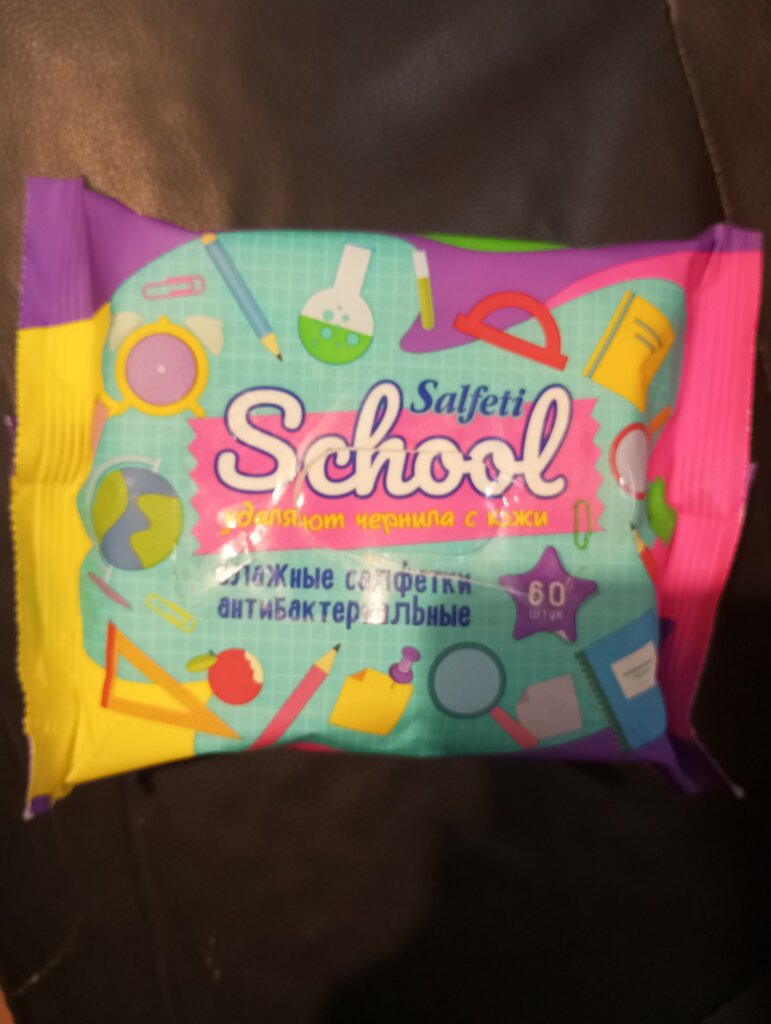 Salfeti
School
удаляют чернила с кожи
влажные салфетки
антибактериальные
60
штук